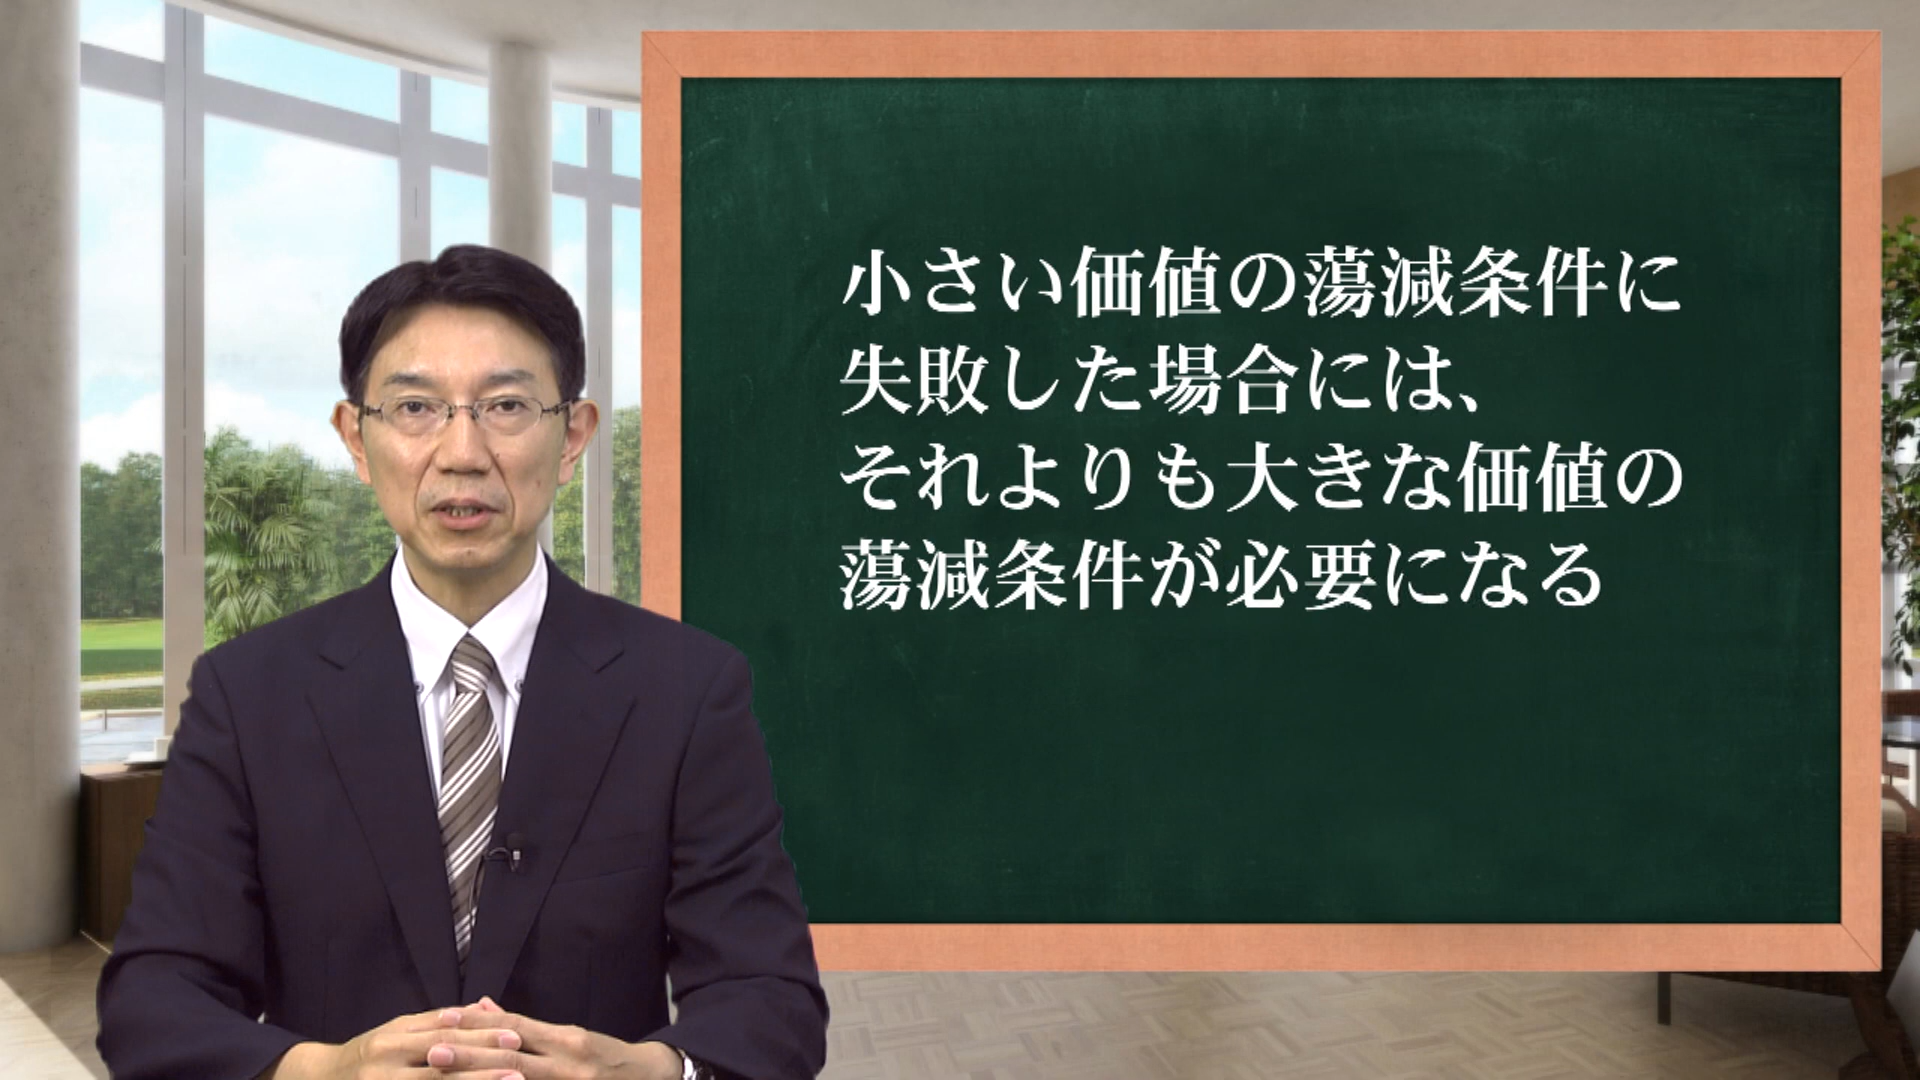 小さい価値の蕩減条件に
失敗した場合には、
それよりも大きな価値の
蕩減条件が必要になる